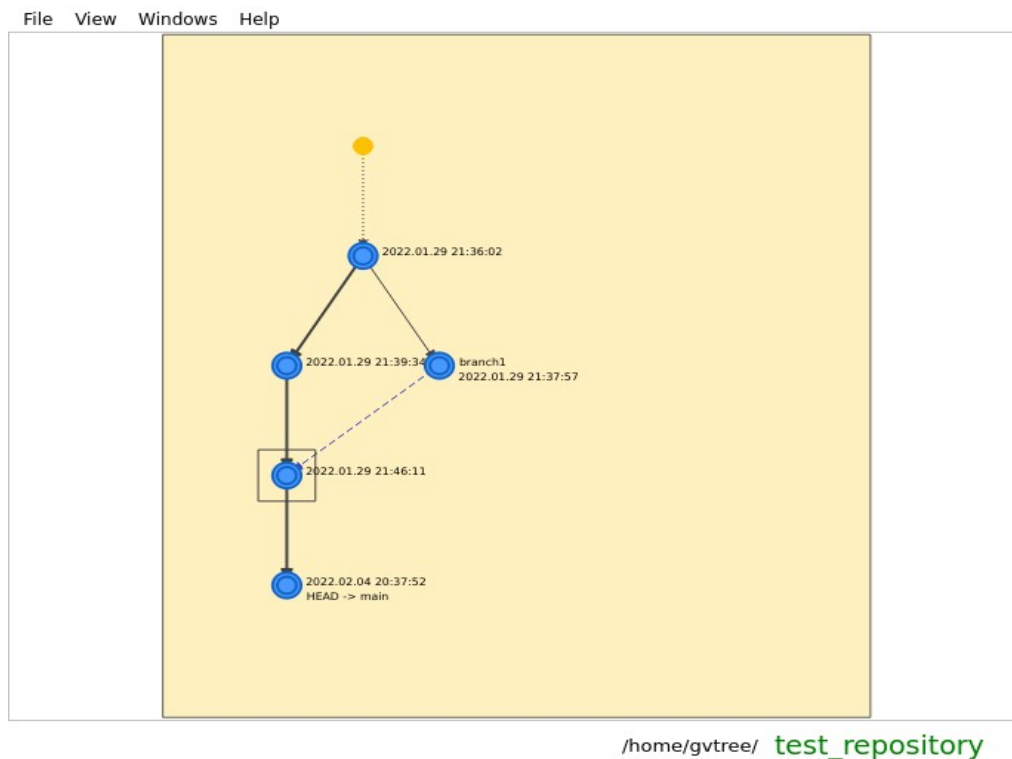 File View Windows Help
2022.01.29 21:36:02
2022.01.29 21:39:34
branch1
2022.01.29 21:37:57
2022.01.29 21:46:11
2022.02.04 20:37:52
HEAD -> main
/home/gvtree/ test_repository